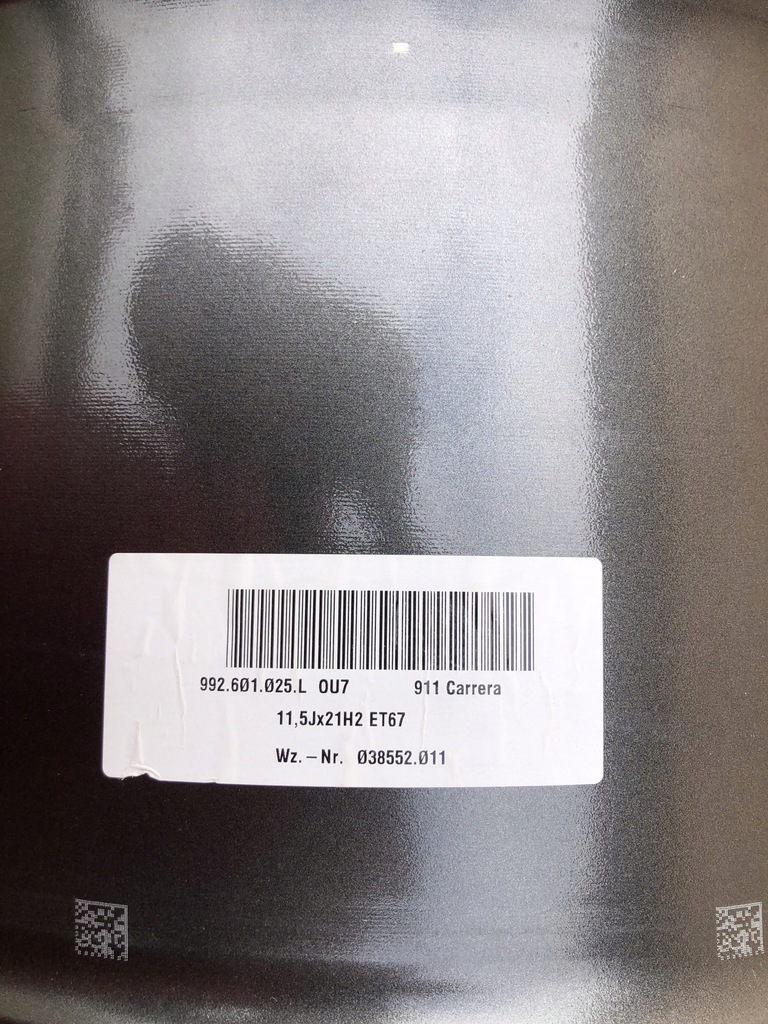 992.6Ø1.Ø25.L OU7 911 Carrera
11,5Jx21H2 ET67
Wz.–Nr. Ø38552.Ø11